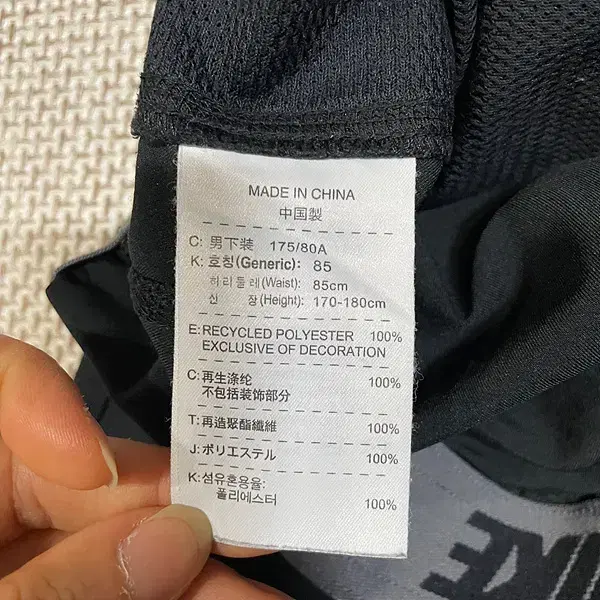 MADE IN CHINA
中国製
C: 男下装 175/80A
K: 호칭(Generic): 85
허리둘레(Waist): 85cm
신 장(Height): 170-180cm
E:RECYCLED POLYESTER 100%
EXCLUSIVE OF DECORATION
C:再生涤纶 100%
不包括装饰部分
T:再造聚酯纖維 100%
J:ポリエステル 100%
K:섬유혼용율:
폴리에스터 100%
NIKE